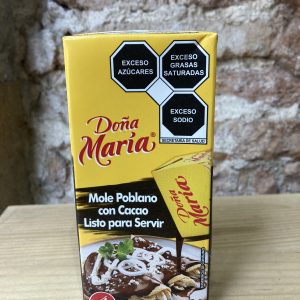 EXCESO
AZÚCARES
EXCESO
GRASAS
SATURADAS
EXCESO
SODIO
SECRETARÍA DE SALUD
Doña
María®
Mole Poblano
con Cacao
Listo para Servir
Doña
María